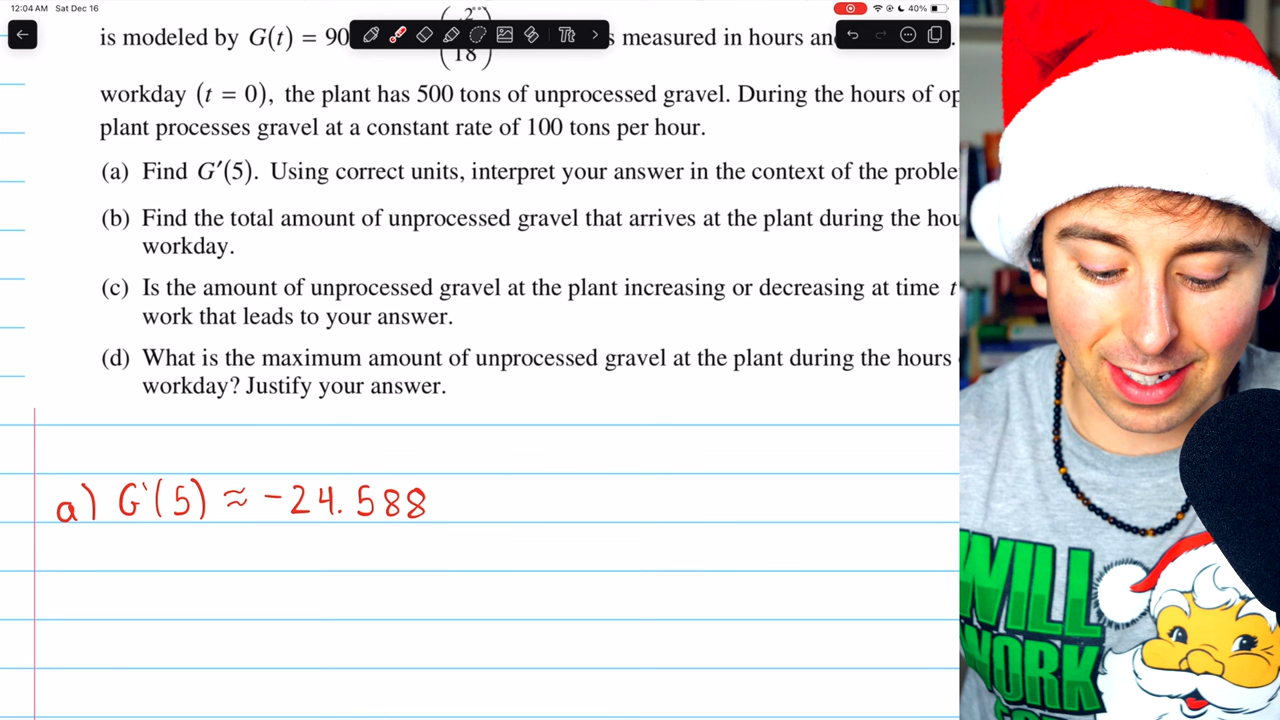 12:04 AM Sat Dec 16
40%
is modeled by G(t) = 90
s measured in hours an
18
workday (t = 0), the plant has 500 tons of unprocessed gravel. During the hours of op
plant processes gravel at a constant rate of 100 tons per hour.
(a) Find G′(5). Using correct units, interpret your answer in the context of the proble
(b) Find the total amount of unprocessed gravel that arrives at the plant during the hou
workday.
(c) Is the amount of unprocessed gravel at the plant increasing or decreasing at time t
work that leads to your answer.
(d) What is the maximum amount of unprocessed gravel at the plant during the hours
workday? Justify your answer.
a) G'(5) ≈ -24.588
WILL
WORK